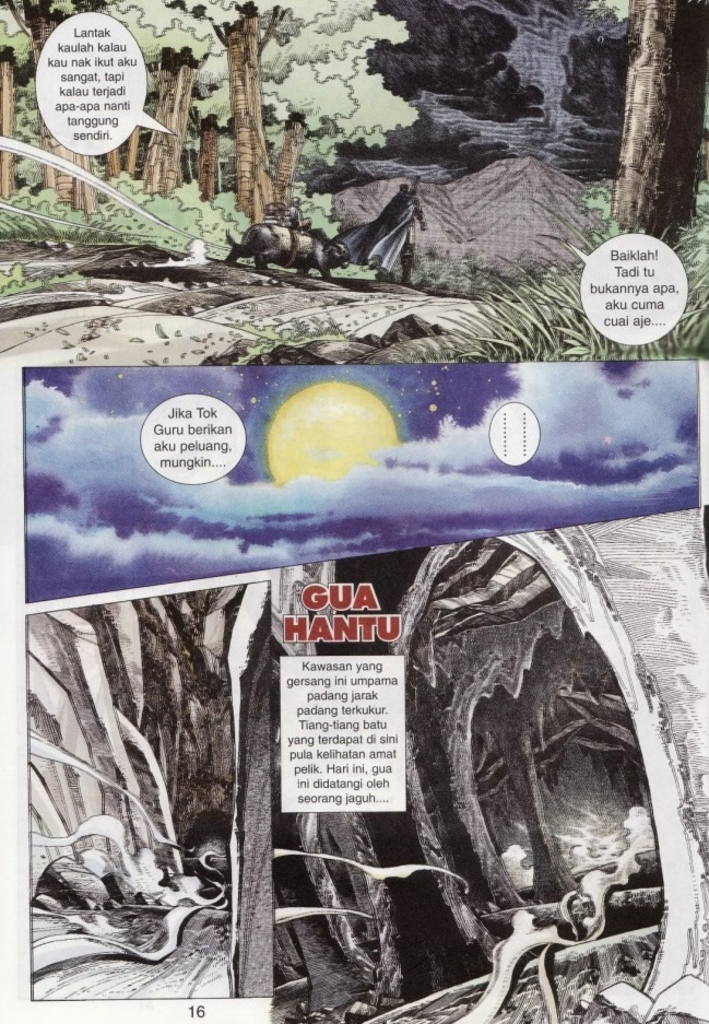 Lantak
kaulah kalau
kau nak ikut aku
sangat, tapi
kalau terjadi
apa-apa nanti
tanggung
sendiri.
Baiklah!
Tadi tu
bukannya apa,
aku cuma
cuai aje....
Jika Tok
Guru berikan
aku peluang,
mungkin....
GUA
HANTU
Kawasan yang
gersang ini umpama
padang jarak
padang terkukur.
Tiang-tiang batu
yang terdapat di sini
pula kelihatan amat
pelik. Hari ini, gua
ini didatangi oleh
seorang jaguh....
16